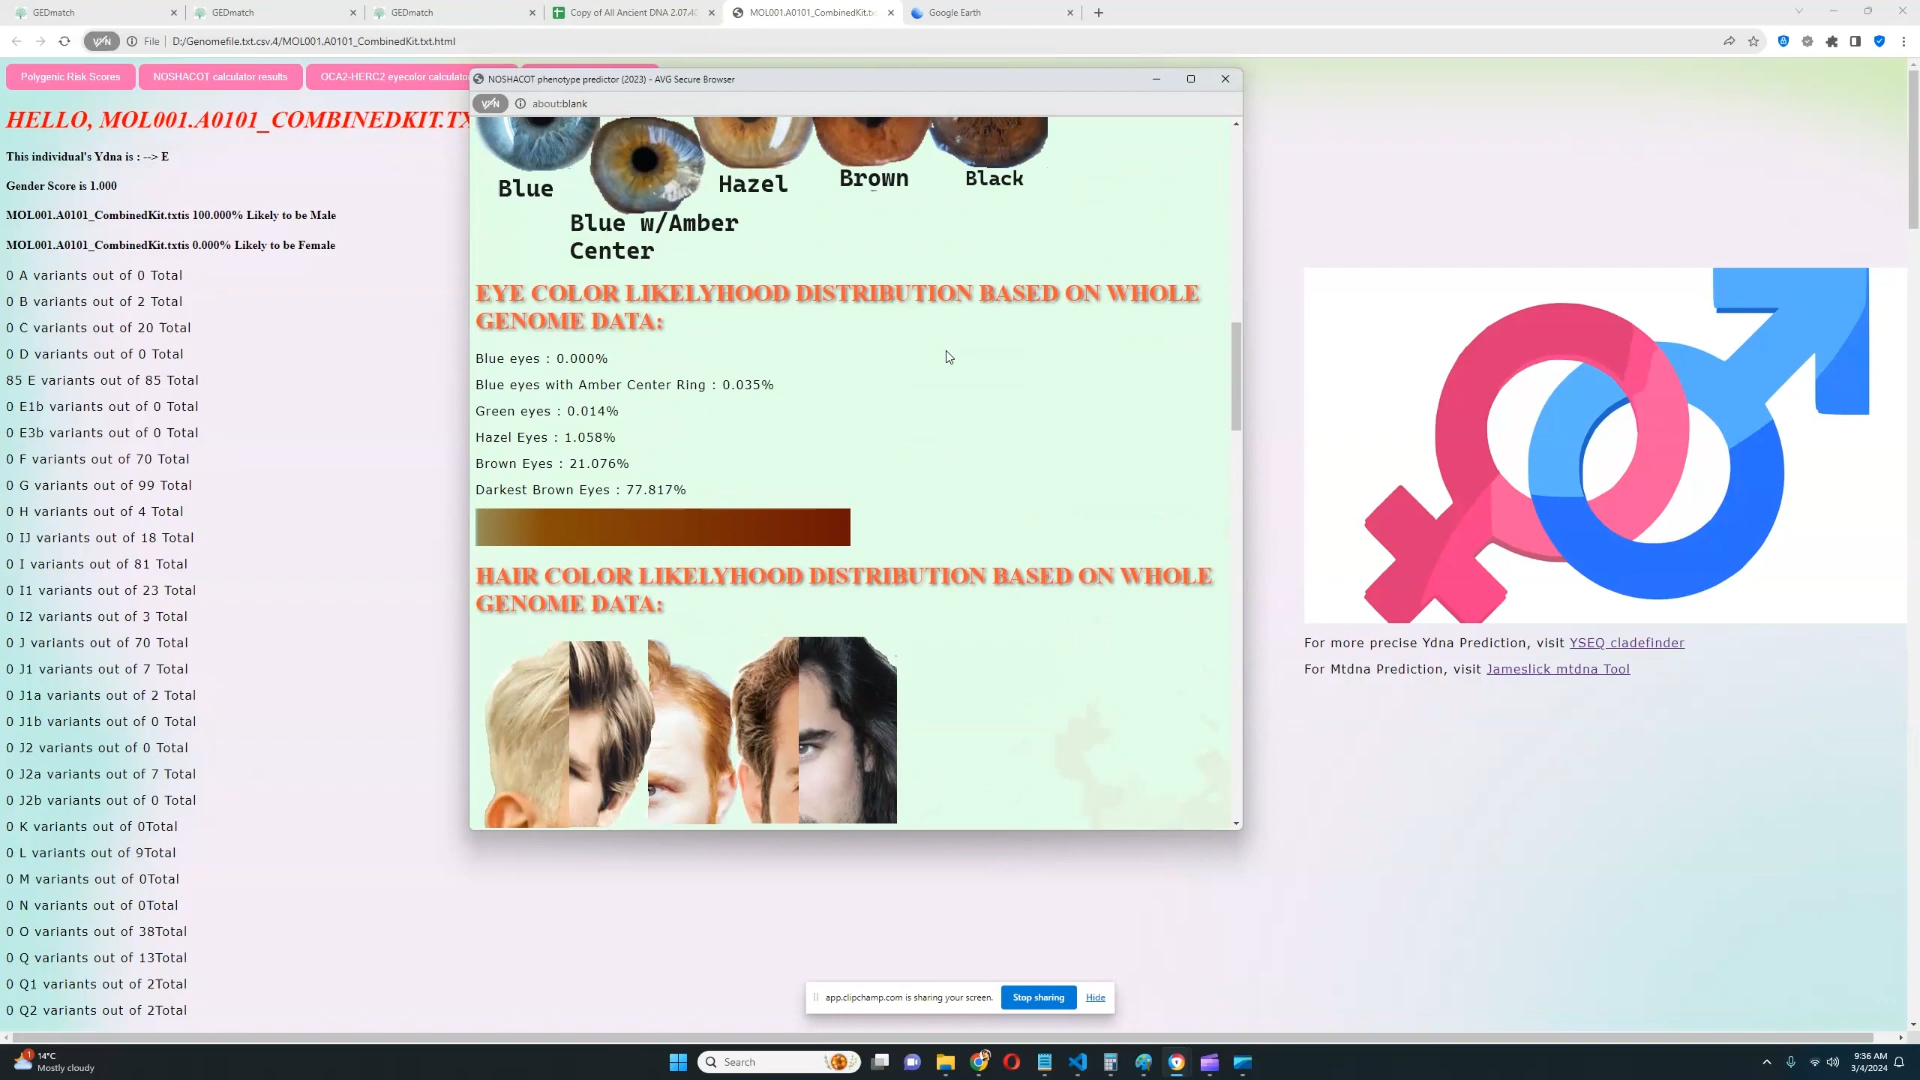 GEDmatch
GEDmatch
GEDmatch
Copy of All Ancient DNA 2.07.4
MOL001.A0101_CombinedKit.tx
Google Earth
File
D:/Genomefile.txt.csv.4/MOL001.A0101_CombinedKit.txt.html
Polygenic Risk Scores
NOSHACOT calculator results
OCA2-HERC2 eyecolor calculato
HELLO, MOL001.A0101_COMBINEDKIT.TX
This individual's Ydna is : --> E
Gender Score is 1.000
MOL001.A0101_CombinedKit.txtis 100.000% Likely to be Male
MOL001.A0101_CombinedKit.txtis 0.000% Likely to be Female
0 A variants out of 0 Total
0 B variants out of 2 Total
0 C variants out of 20 Total
0 D variants out of 0 Total
85 E variants out of 85 Total
0 E1b variants out of 0 Total
0 E3b variants out of 0 Total
0 F variants out of 70 Total
0 G variants out of 99 Total
0 H variants out of 4 Total
0 IJ variants out of 18 Total
0 I variants out of 81 Total
0 I1 variants out of 23 Total
0 I2 variants out of 3 Total
0 J variants out of 70 Total
0 J1 variants out of 7 Total
0 J1a variants out of 2 Total
0 J1b variants out of 0 Total
0 J2 variants out of 0 Total
0 J2a variants out of 7 Total
0 J2b variants out of 0 Total
0 K variants out of 0Total
0 L variants out of 9Total
0 M variants out of 0Total
0 N variants out of 0Total
0 O variants out of 38Total
0 Q variants out of 13Total
0 Q1 variants out of 2Total
0 Q2 variants out of 2Total
NOSHACOT phenotype predictor (2023) - AVG Secure Browser
about:blank
Blue
Hazel
Brown
Black
Blue w/Amber
Center
EYE COLOR LIKELYHOOD DISTRIBUTION BASED ON WHOLE
GENOME DATA:
Blue eyes : 0.000%
Blue eyes with Amber Center Ring : 0.035%
Green eyes : 0.014%
Hazel Eyes : 1.058%
Brown Eyes : 21.076%
Darkest Brown Eyes : 77.817%
HAIR COLOR LIKELYHOOD DISTRIBUTION BASED ON WHOLE
GENOME DATA:
For more precise Ydna Prediction, visit YSEQ cladefinder
For Mtdna Prediction, visit Jameslick mtdna Tool
app.clipchamp.com is sharing your screen.
Stop sharing
Hide
1
14°C
Mostly cloudy
Search
9:36 AM
3/4/2024